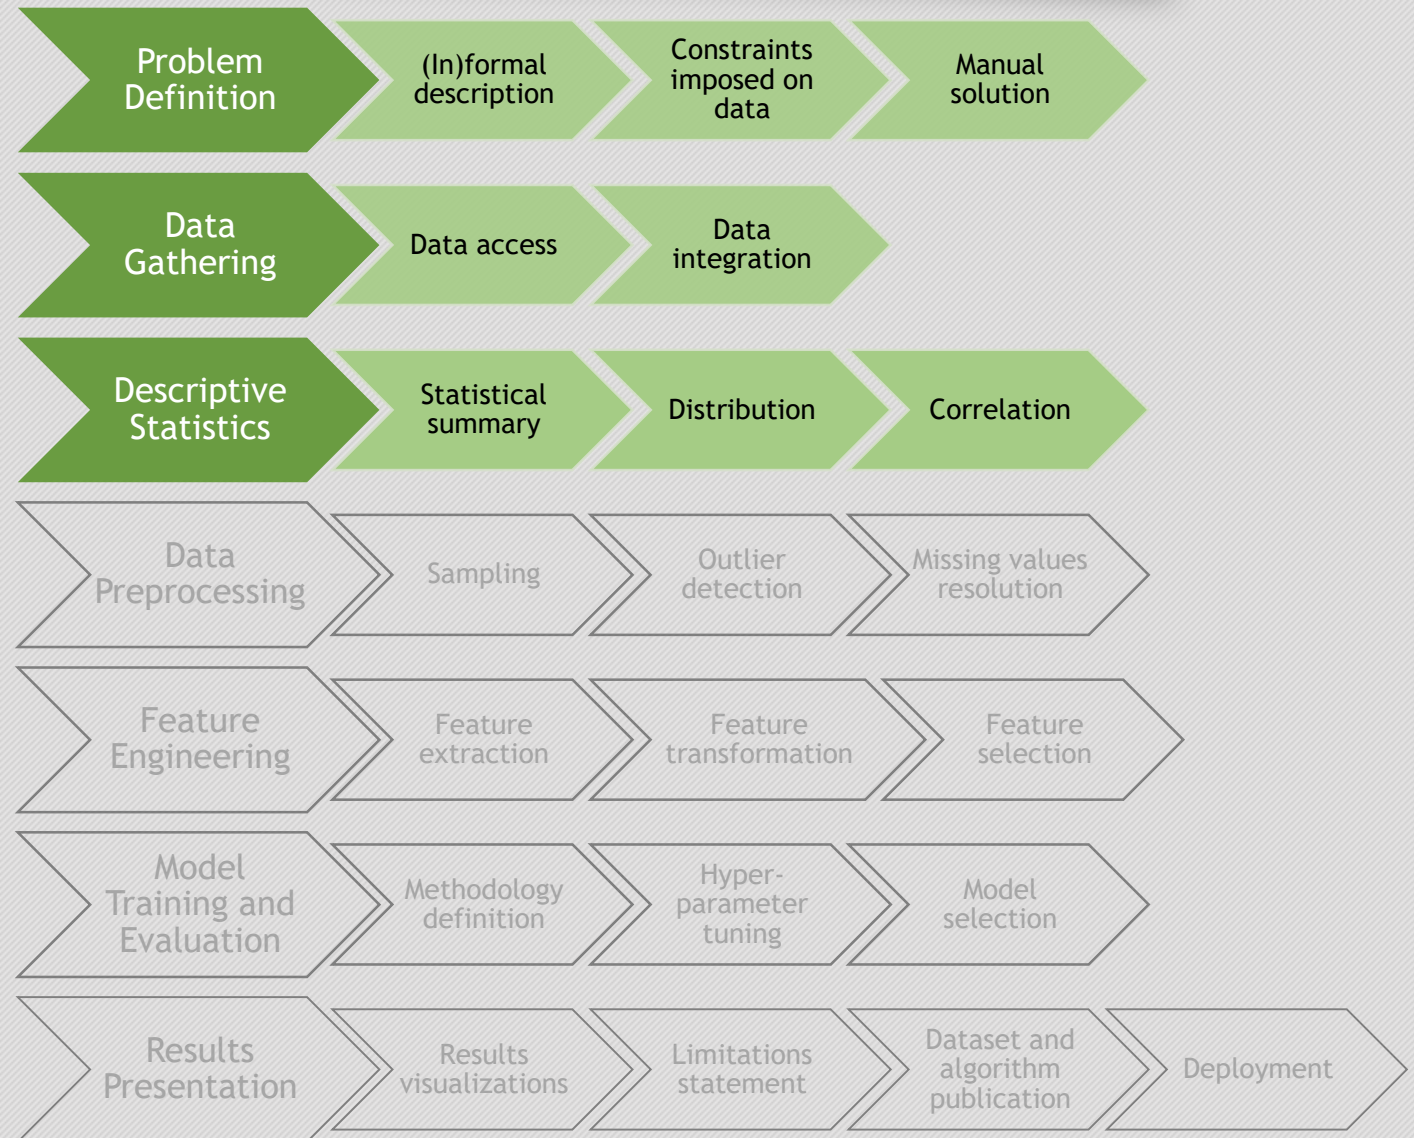 Problem
Definition
(In)formal
description
Constraints
imposed on
data
Manual
solution
Data
Gathering
Data access
Data
integration
Descriptive
Statistics
Statistical
summary
Distribution
Correlation
Data
Preprocessing
Sampling
Outlier
detection
Missing values
resolution
Feature
Engineering
Feature
extraction
Feature
transformation
Feature
selection
Model
Training and
Evaluation
Methodology
definition
Hyper-
parameter
tuning
Model
selection
Results
Presentation
Results
visualizations
Limitations
statement
Dataset and
algorithm
publication
Deployment